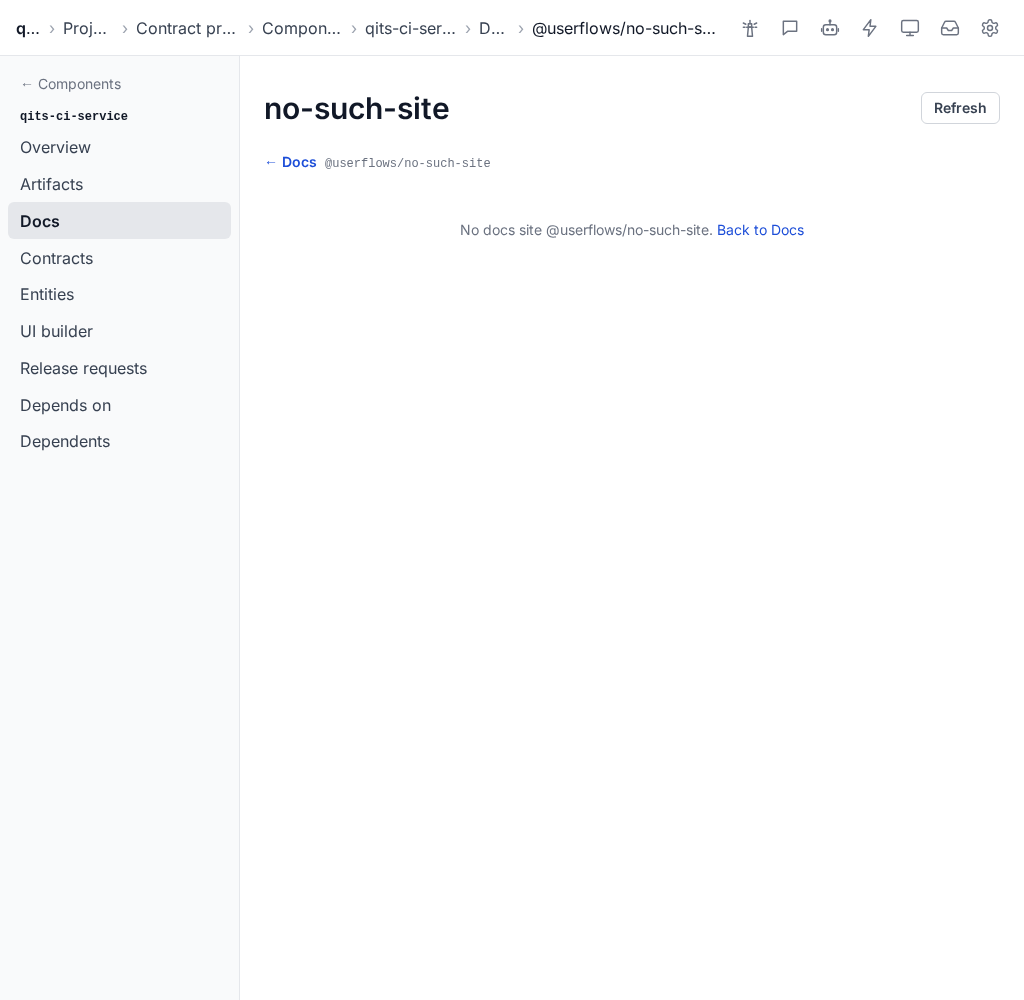 q... › Proj... › Contract pr... › Compon... › qits-ci-ser... › D... › @userflows/no-such-s...
← Components
qits-ci-service
Overview
Artifacts
Docs
Contracts
Entities
UI builder
Release requests
Depends on
Dependents
no-such-site
Refresh
← Docs @userflows/no-such-site
No docs site @userflows/no-such-site. Back to Docs